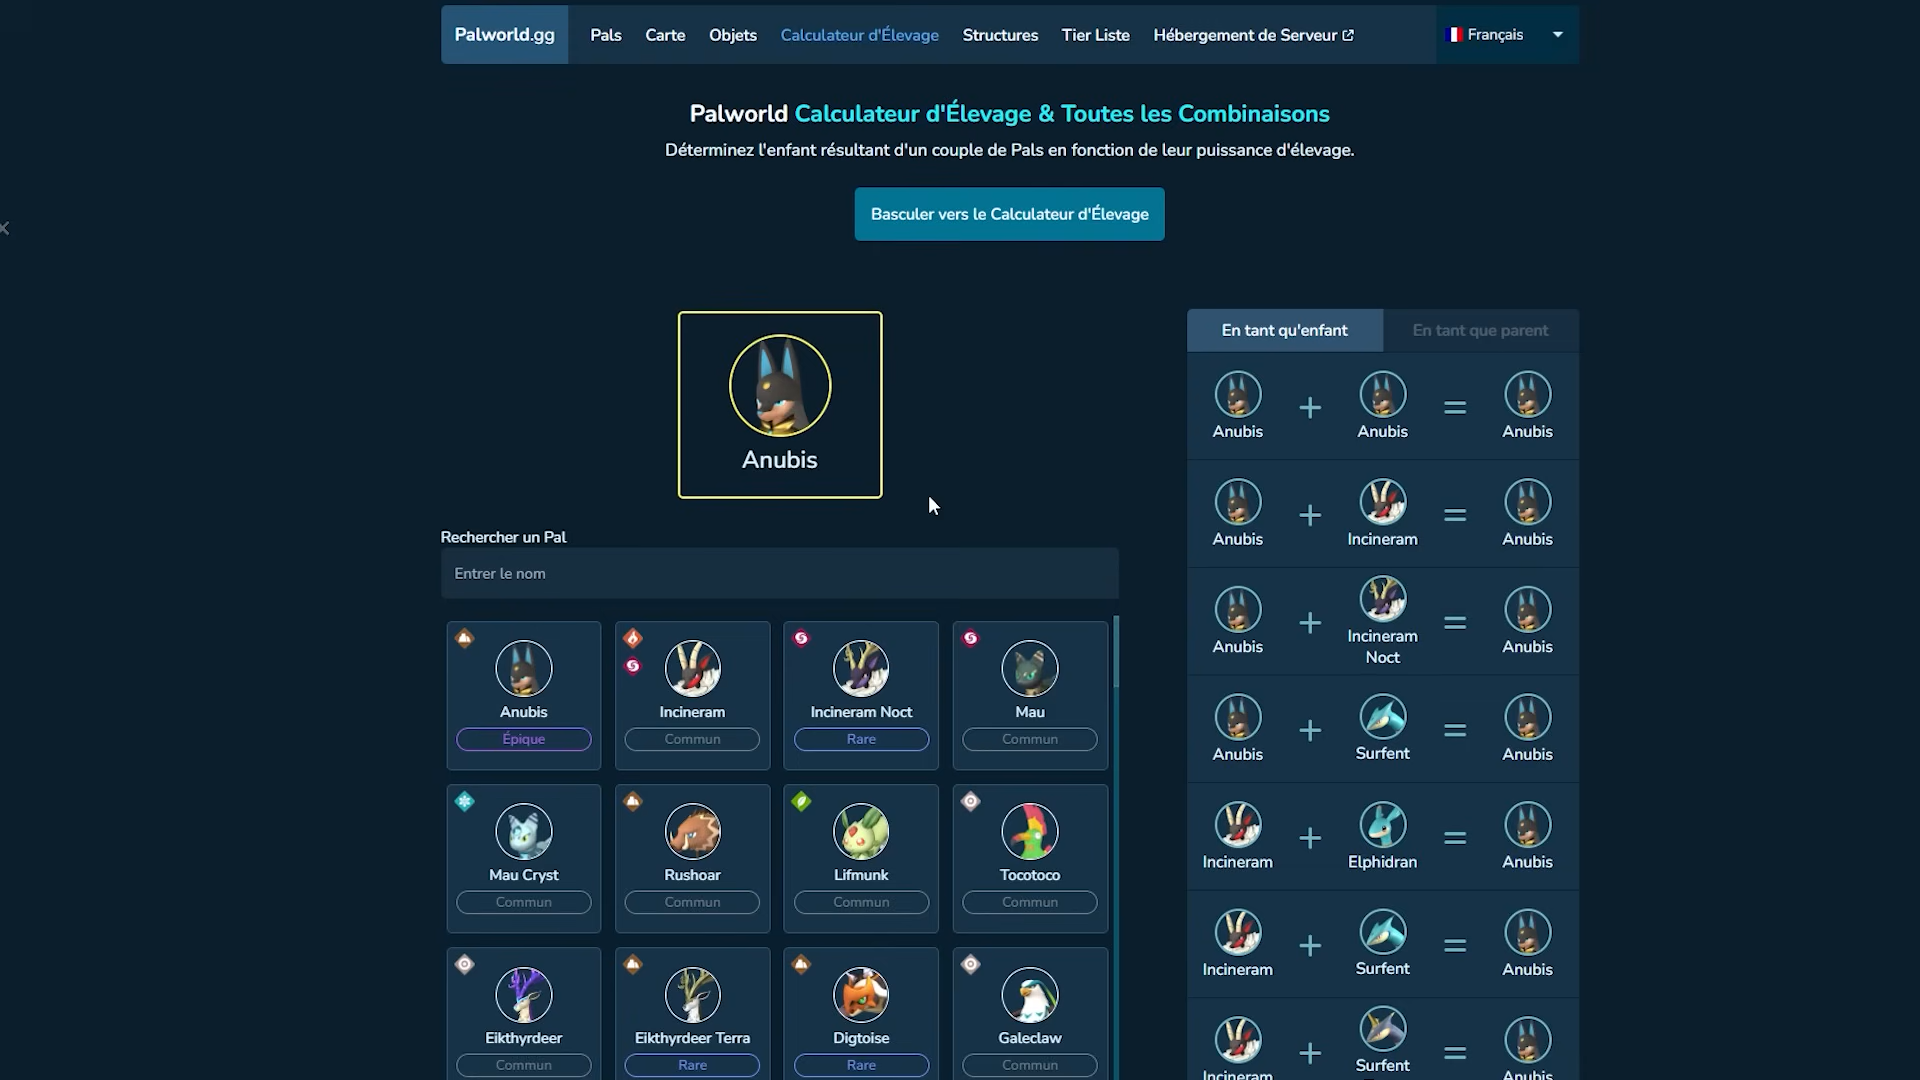 Palworld.gg
Pals
Carte
Objets
Calculateur d'Élevage
Structures
Tier Liste
Hébergement de Serveur
Français
Palworld Calculateur d'Élevage & Toutes les Combinaisons
Déterminez l'enfant résultant d'un couple de Pals en fonction de leur puissance d'élevage.
Basculer vers le Calculateur d'Élevage
Anubis
Rechercher un Pal
Entrer le nom
Anubis
Épique
Incineram
Commun
Incineram Noct
Rare
Mau
Commun
Mau Cryst
Commun
Rushoar
Commun
Lifmunk
Commun
Tocotoco
Commun
Eikthyrdeer
Commun
Eikthyrdeer Terra
Rare
Digtoise
Rare
Galeclaw
Commun
En tant qu'enfant
En tant que parent
Anubis + Anubis = Anubis
Anubis + Incineram = Anubis
Anubis + Incineram
Noct = Anubis
Anubis + Surfent = Anubis
Incineram + Elphidran = Anubis
Incineram + Surfent = Anubis
Incineram + Surfent = Anubis